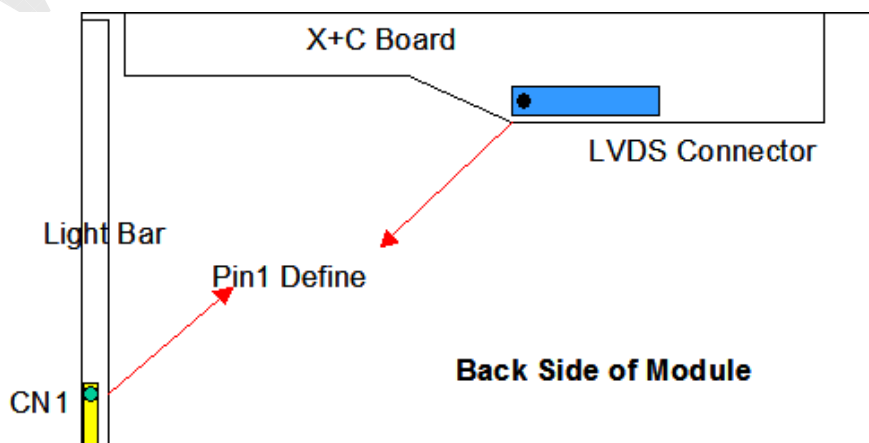 X+C Board
LVDS Connector
Light Bar
Pin1 Define
Back Side of Module
CN1